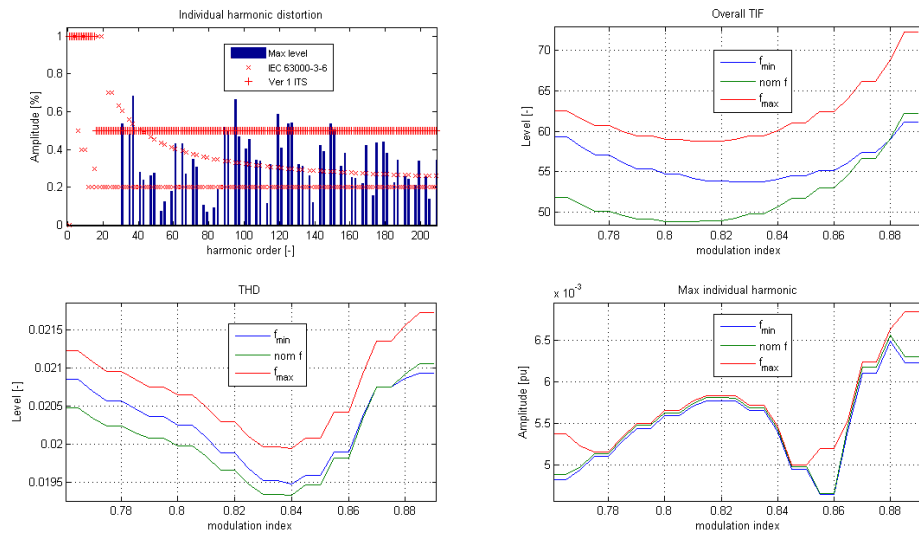 Individual harmonic distortion
Amplitude [%]
1
0.8
0.6
0.4
0.2
0
Max level
IEC 63000-3-6
Ver 1 ITS
0 20 40 60 80 100 120 140 160 180 200
harmonic order [-]
Overall TIF
Level [-]
70
65
60
55
50
f_min
nom f
f_max
0.78 0.8 0.82 0.84 0.86 0.88
modulation index
THD
Level [-]
0.0215
0.021
0.0205
0.02
0.0195
f_min
nom f
f_max
0.78 0.8 0.82 0.84 0.86 0.88
modulation index
Max individual harmonic
x 10^-3
Amplitude [pu]
6.5
6
5.5
5
f_min
nom f
f_max
0.78 0.8 0.82 0.84 0.86 0.88
modulation index